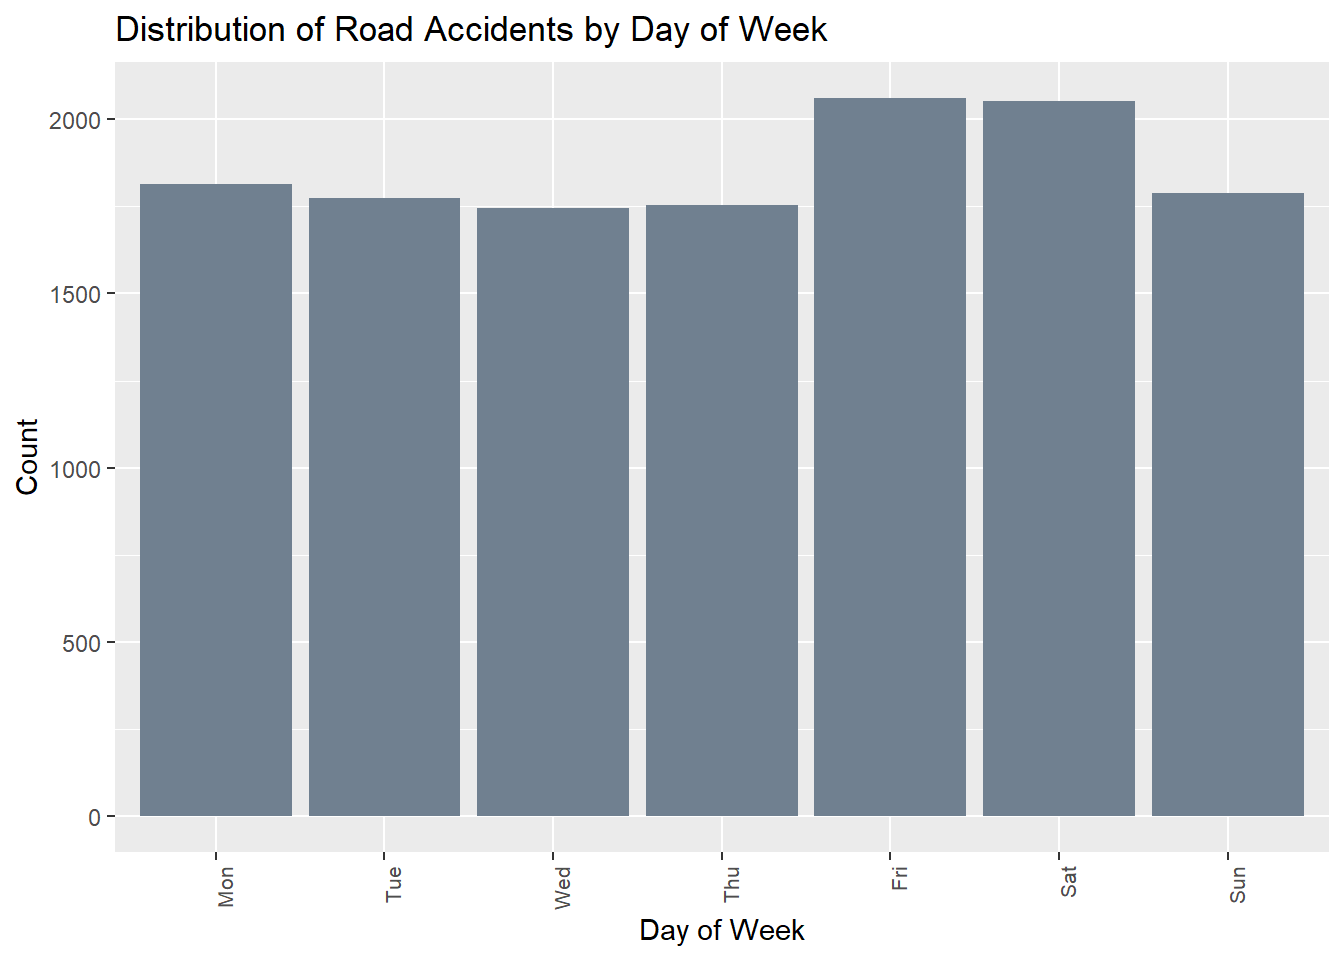 Distribution of Road Accidents by Day of Week
Count
2000
1500
1000
500
0
Mon
Tue
Wed
Thu
Fri
Sat
Sun
Day of Week